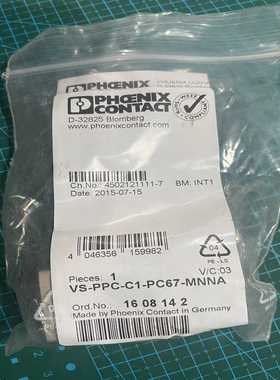 PHŒNIX
PHŒNIX
CONTACT
D-32825 Blomberg
www.phoenixcontact.com
Ch.No.: 4502121111-7 BM: INT1
Date: 2015-07-15
4 046356 159982
04
PE-LD
Pieces: 1 V/C:03
VS-PPC-C1-PC67-MNNA
Ord.No.: 16 08 14 2
Made by Phoenix Contact in Germany